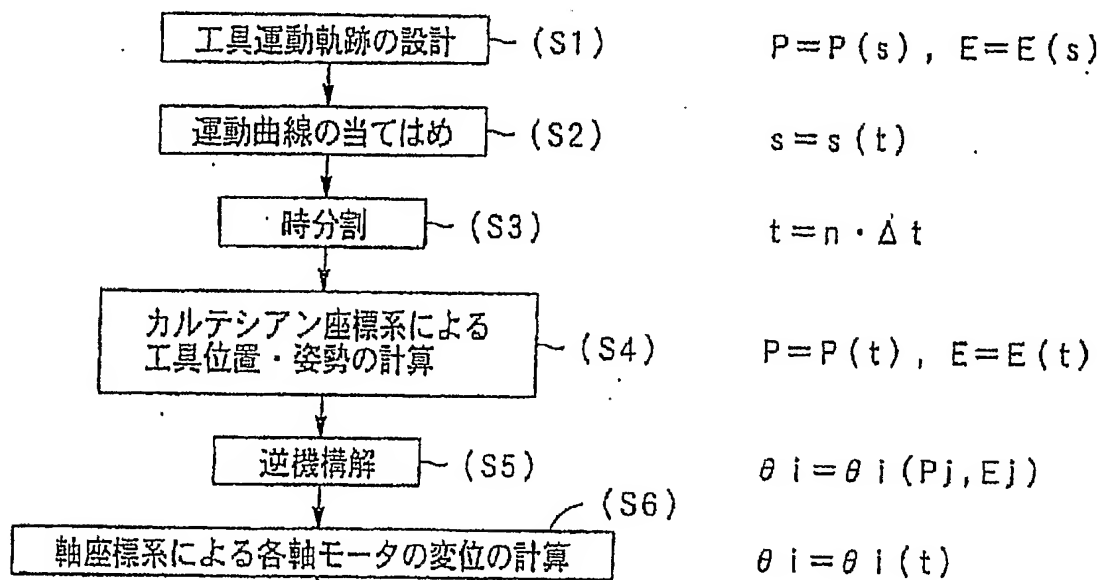 工具運動軌跡の設計 (S1) P=P(s), E=E(s)
運動曲線の当てはめ (S2) s=s(t)
時分割 (S3) t=n・Δt
カルテシアン座標系による
工具位置・姿勢の計算 (S4) P=P(t), E=E(t)
逆機構解 (S5) θi=θi(Pj,Ej)
(S6)
軸座標系による各軸モータの変位の計算 θi=θi(t)